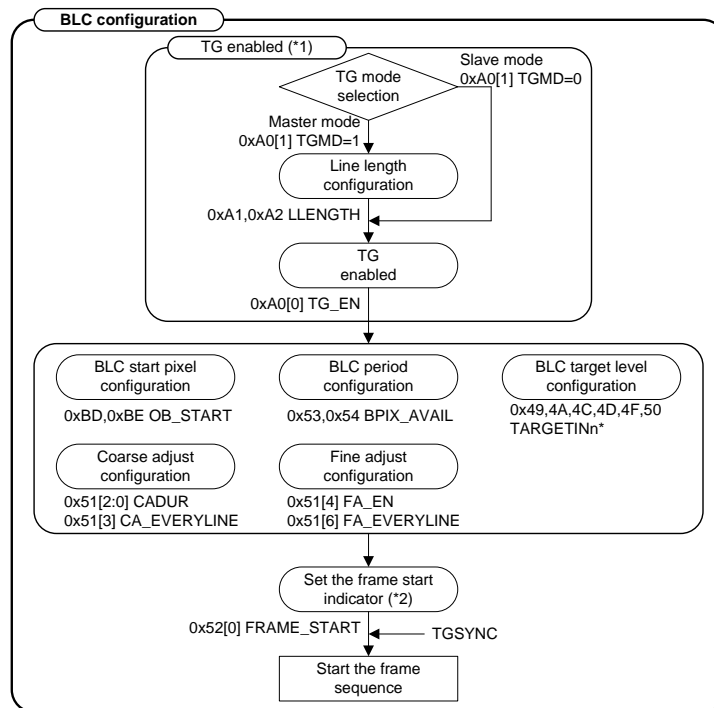 BLC configuration
TG enabled (*1)
TG mode
selection
Slave mode
0xA0[1] TGMD=0
Master mode
0xA0[1] TGMD=1
Line length
configuration
0xA1,0xA2 LLENGTH
TG
enabled
0xA0[0] TG_EN
BLC start pixel
configuration
0xBD,0xBE OB_START
BLC period
configuration
0x53,0x54 BPIX_AVAIL
BLC target level
configuration
0x49,4A,4C,4D,4F,50
TARGETINn*
Coarse adjust
configuration
0x51[2:0] CADUR
0x51[3] CA_EVERYLINE
Fine adjust
configuration
0x51[4] FA_EN
0x51[6] FA_EVERYLINE
Set the frame start
indicator (*2)
0x52[0] FRAME_START
TGSYNC
Start the frame
sequence